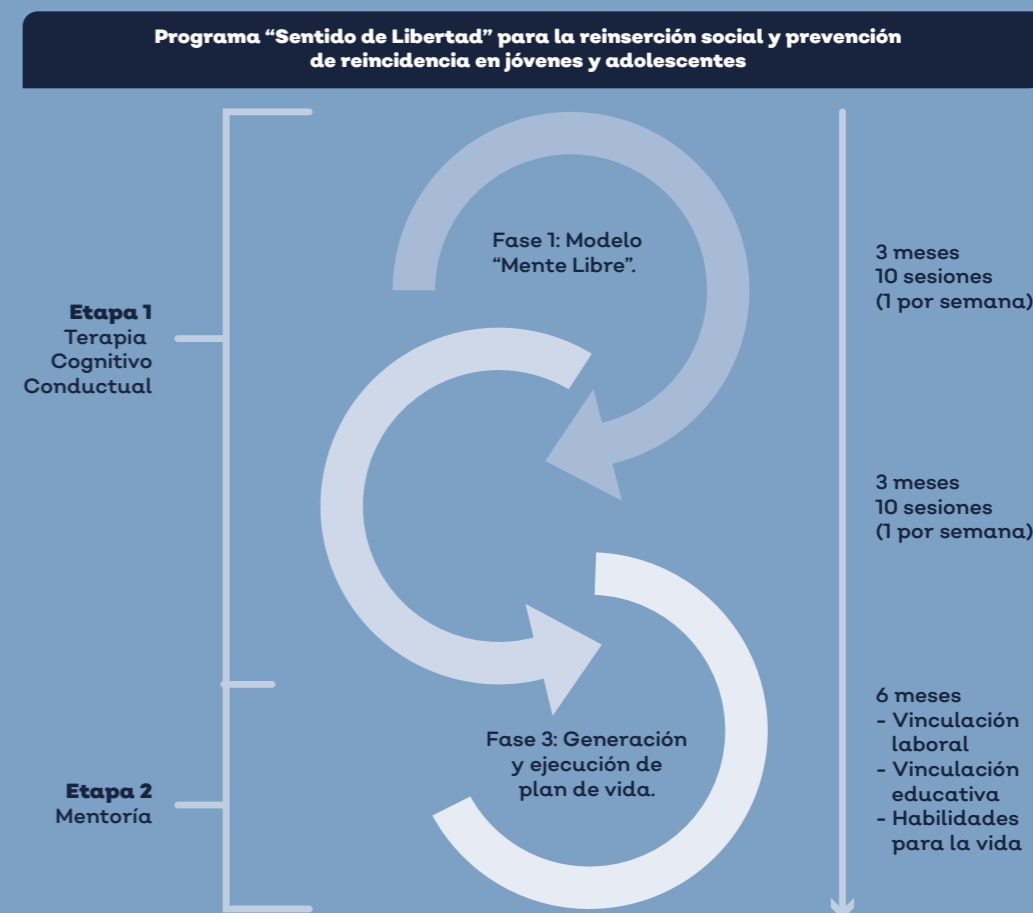 Programa “Sentido de Libertad” para la reinserción social y prevención
de reincidencia en jóvenes y adolescentes
Etapa 1
Terapia
Cognitivo
Conductual
Fase 1: Modelo
“Mente Libre”.
3 meses
10 sesiones
(1 por semana)
3 meses
10 sesiones
(1 por semana)
Etapa 2
Mentoría
Fase 3: Generación
y ejecución de
plan de vida.
6 meses
- Vinculación
laboral
- Vinculación
educativa
- Habilidades
para la vida